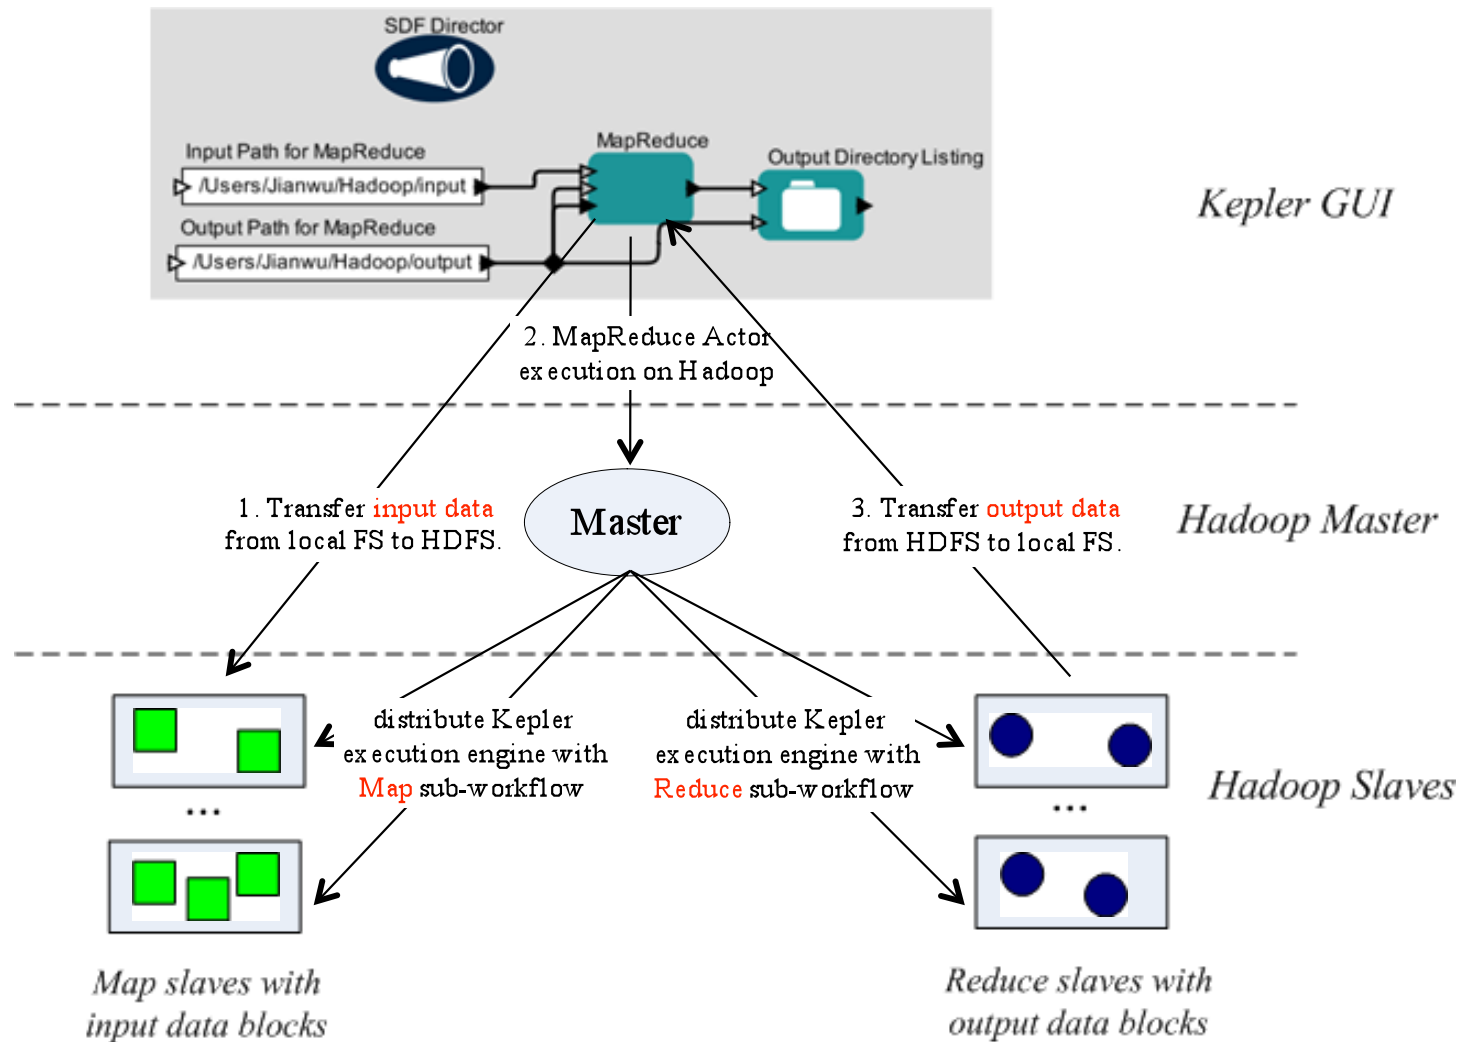 SDF Director
Input Path for MapReduce
/Users/Jianwu/Hadoop/input
Output Path for MapReduce
/Users/Jianwu/Hadoop/output
MapReduce
Output Directory Listing
Kepler GUI
2. MapReduce Actor
execution on Hadoop
1. Transfer input data
from local FS to HDFS.
Master
3. Transfer output data
from HDFS to local FS.
Hadoop Master
distribute Kepler
execution engine with
Map sub-workflow
distribute Kepler
execution engine with
Reduce sub-workflow
...
...
Hadoop Slaves
Map slaves with
input data blocks
Reduce slaves with
output data blocks